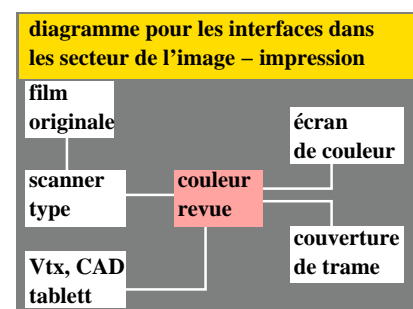 diagramme pour les interfaces dans
les secteur de l'image – impression
film
originale
écran
de couleur
scanner
type
couleur
revue
couverture
de trame
Vtx, CAD
tablett